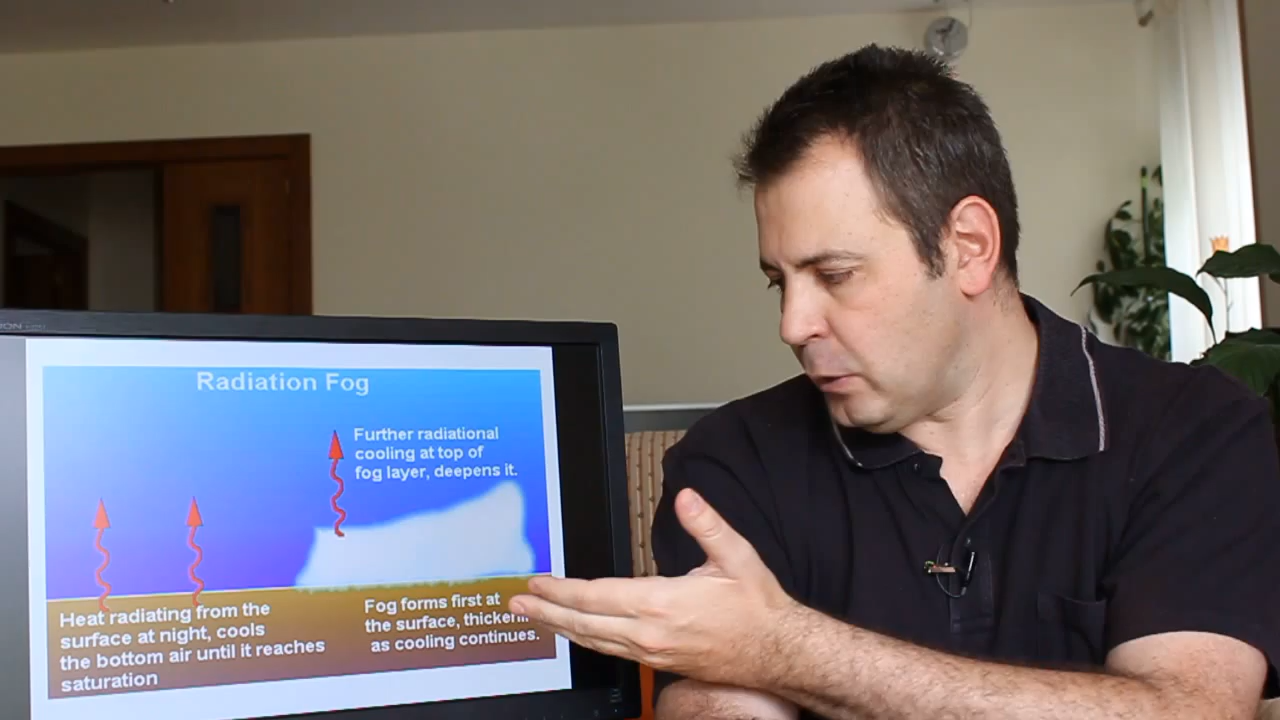 Radiation Fog
Further radiational
cooling at top of
fog layer, deepens it.
Heat radiating from the
surface at night, cools
the bottom air until it reaches
saturation
Fog forms first at
the surface, thickening
as cooling continues.